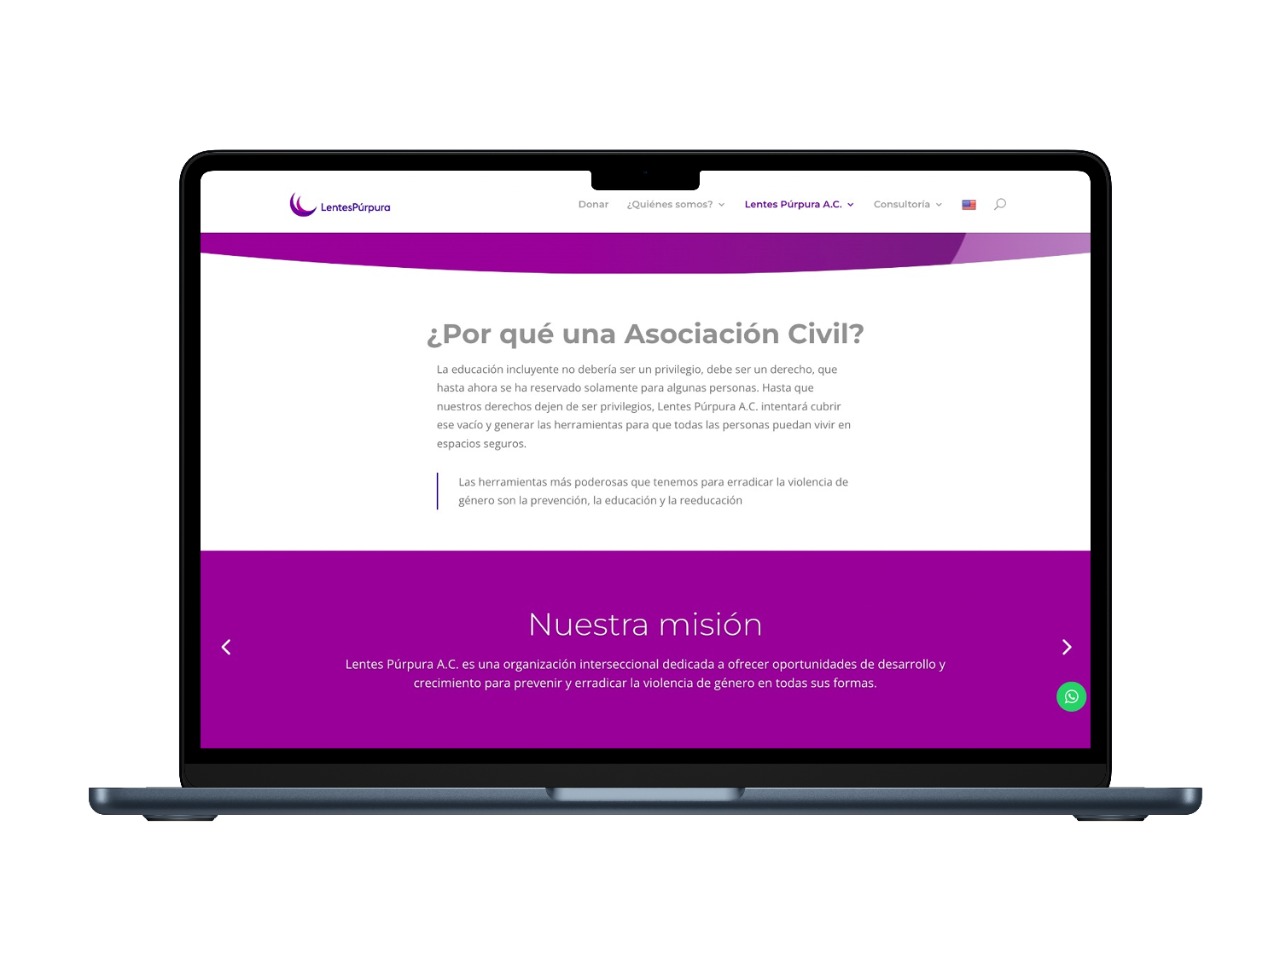 LentesPúrpura
Donar
¿Quiénes somos?
Lentes Púrpura A.C.
Consultoría
¿Por qué una Asociación Civil?
La educación incluyente no debería ser un privilegio, debe ser un derecho, que
hasta ahora se ha reservado solamente para algunas personas. Hasta que
nuestros derechos dejen de ser privilegios, Lentes Púrpura A.C. intentará cubrir
ese vacío y generar las herramientas para que todas las personas puedan vivir en
espacios seguros.
Las herramientas más poderosas que tenemos para erradicar la violencia de
género son la prevención, la educación y la reeducación
Nuestra misión
Lentes Púrpura A.C. es una organización interseccional dedicada a ofrecer oportunidades de desarrollo y
crecimiento para prevenir y erradicar la violencia de género en todas sus formas.